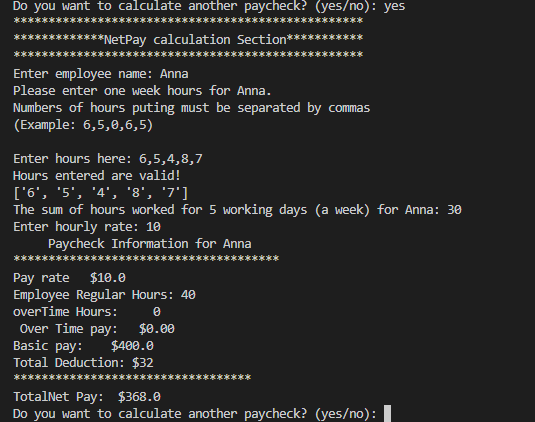 Do you want to calculate another paycheck? (yes/no): yes
**************************************************
*************NetPay calculation Section***********
**************************************************
Enter employee name: Anna
Please enter one week hours for Anna.
Numbers of hours puting must be separated by commas
(Example: 6,5,0,6,5)

Enter hours here: 6,5,4,8,7
Hours entered are valid!
['6', '5', '4', '8', '7']
The sum of hours worked for 5 working days (a week) for Anna: 30
Enter hourly rate: 10
     Paycheck Information for Anna
**************************************
Pay rate   $10.0
Employee Regular Hours: 40
overTime Hours:     0
 Over Time pay:   $0.00
Basic pay:    $400.0
Total Deduction: $32
**********************************
TotalNet Pay:  $368.0
Do you want to calculate another paycheck? (yes/no):